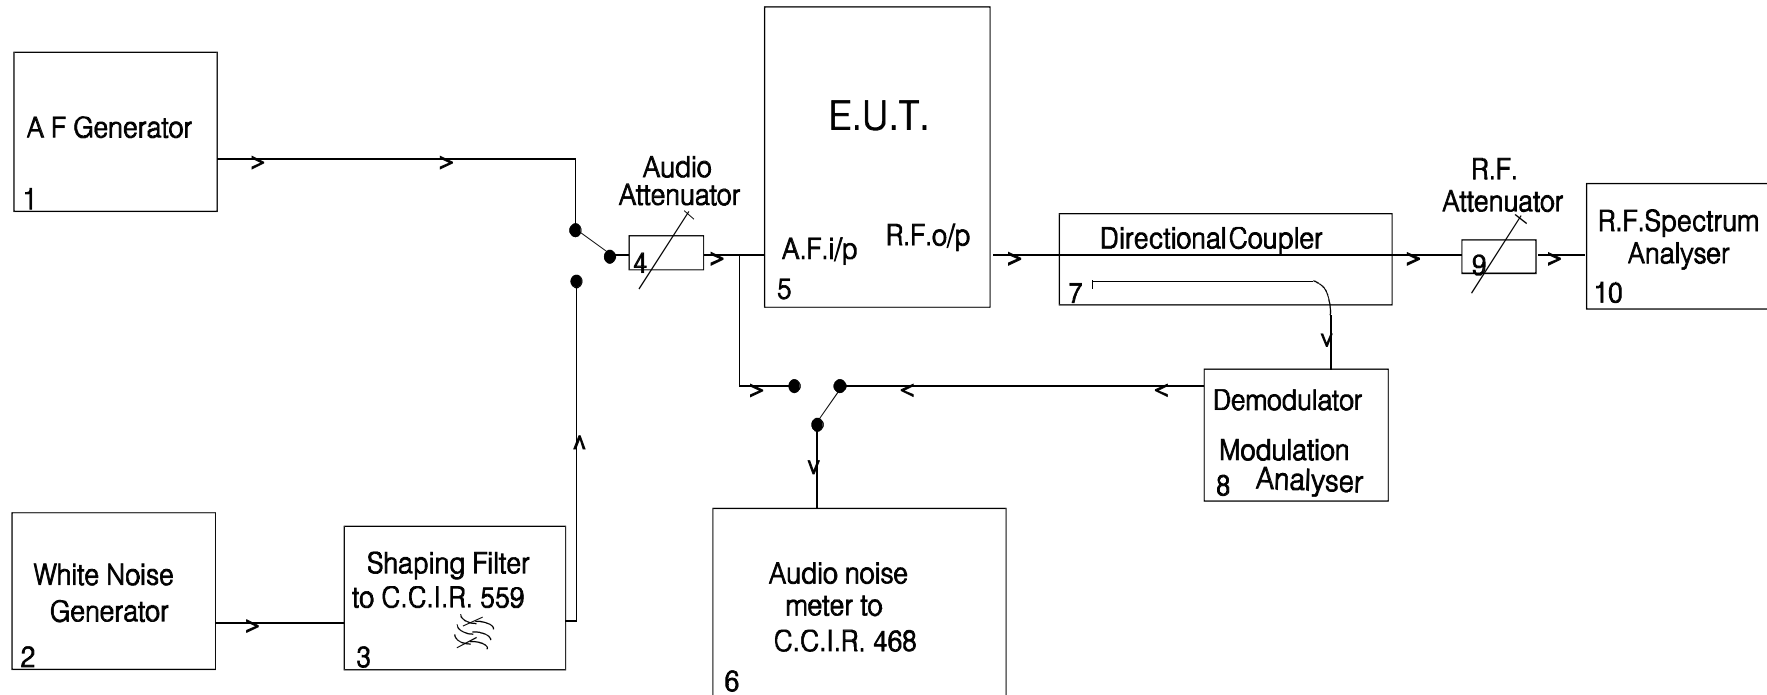 A F Generator
1
Audio
Attenuator
4
E.U.T.
A.F.i/p
R.F.o/p
5
Directional Coupler
7
R.F.
Attenuator
9
R.F.Spectrum
Analyser
10
Demodulator
Modulation
Analyser
8
White Noise
Generator
2
Shaping Filter
to C.C.I.R. 559
3
Audio noise
meter to
C.C.I.R. 468
6